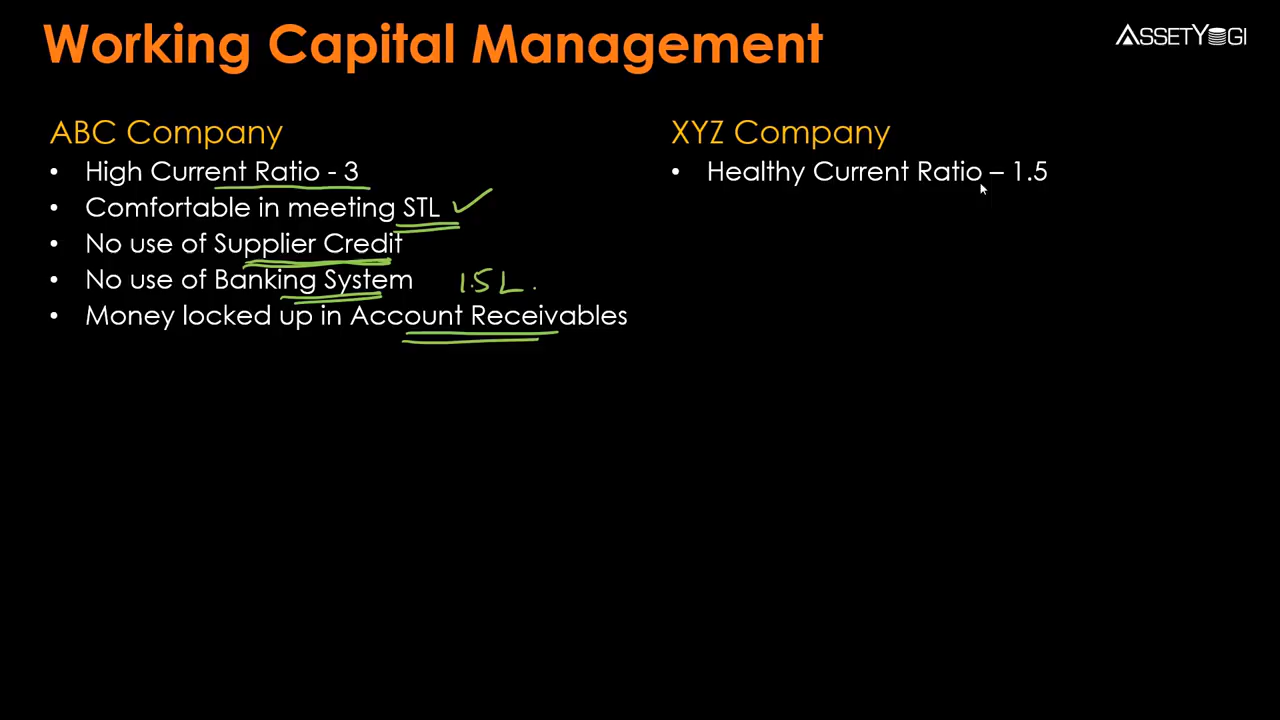 Working Capital Management
ASSETYOGI
ABC Company
• High Current Ratio - 3
• Comfortable in meeting STL
• No use of Supplier Credit
• No use of Banking System 1.5 L.
• Money locked up in Account Receivables
XYZ Company
• Healthy Current Ratio – 1.5